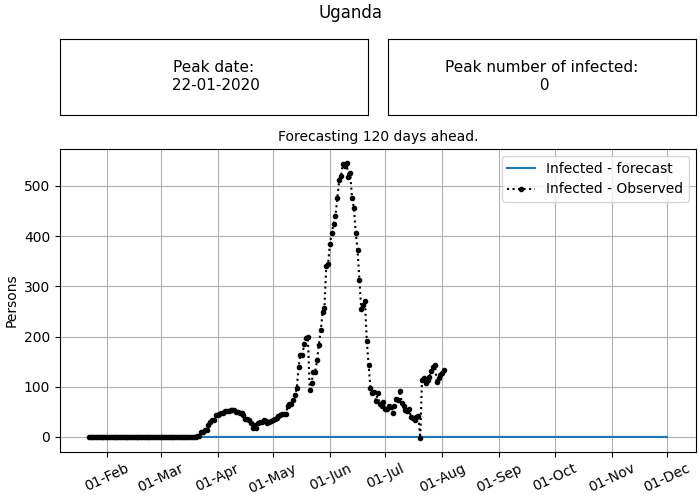 Uganda
Peak date:
22-01-2020
Peak number of infected:
0
Forecasting 120 days ahead.
Infected - forecast
Infected - Observed
Persons
500
400
300
200
100
0
01-Feb
01-Mar
01-Apr
01-May
01-Jun
01-Jul
01-Aug
01-Sep
01-Oct
01-Nov
01-Dec